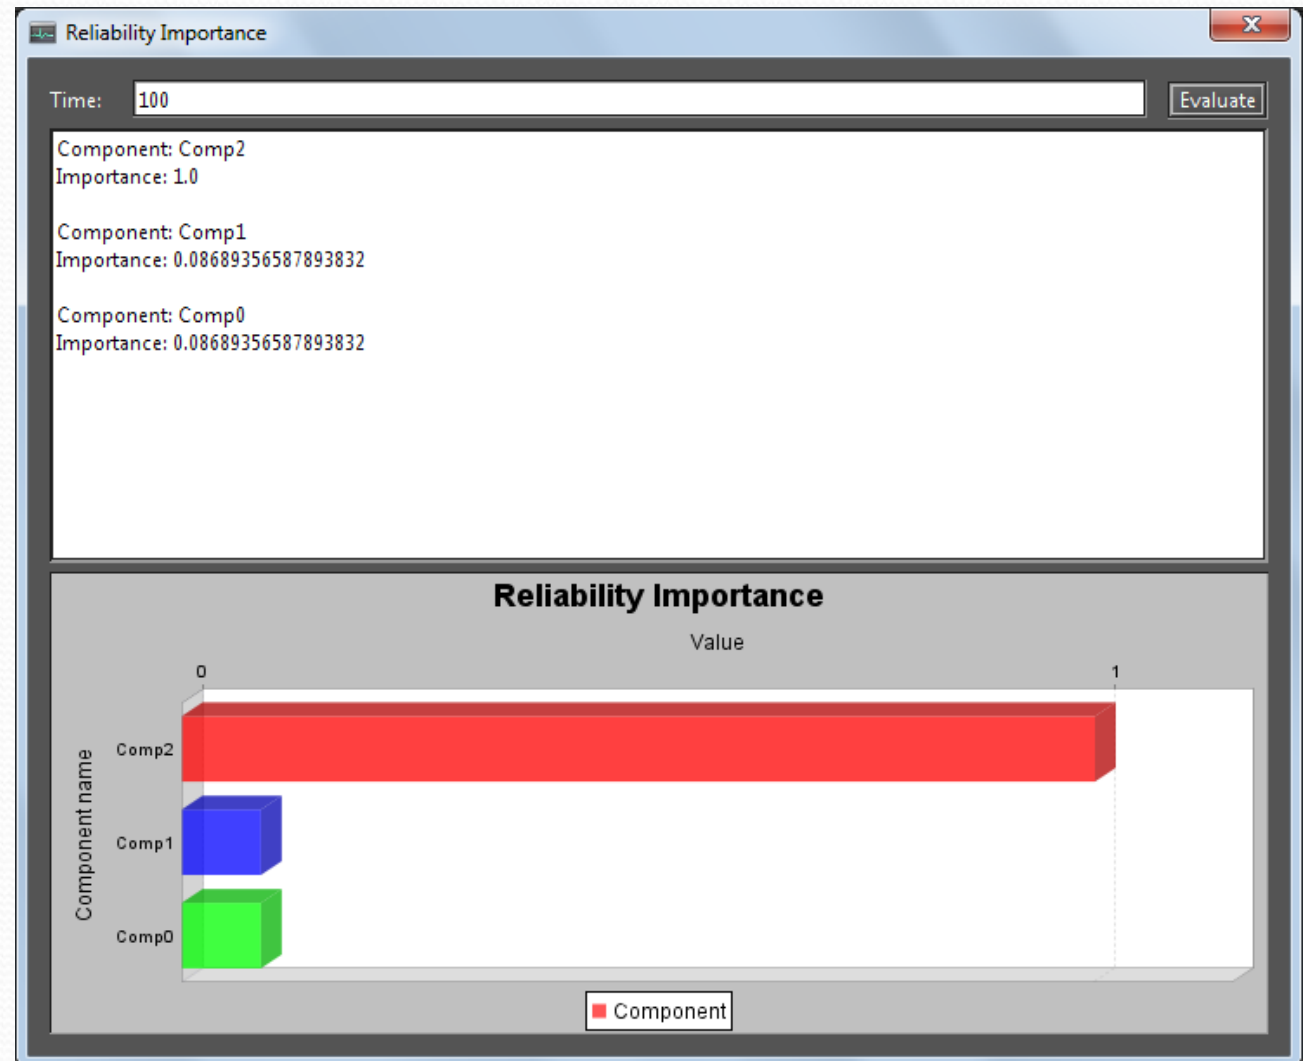 Reliability Importance
Time: 100 Evaluate
Component: Comp2
Importance: 1.0
Component: Comp1
Importance: 0.08689356587893832
Component: Comp0
Importance: 0.08689356587893832
Reliability Importance
Value
0 1
Component name
Comp2
Comp1
Comp0
Component